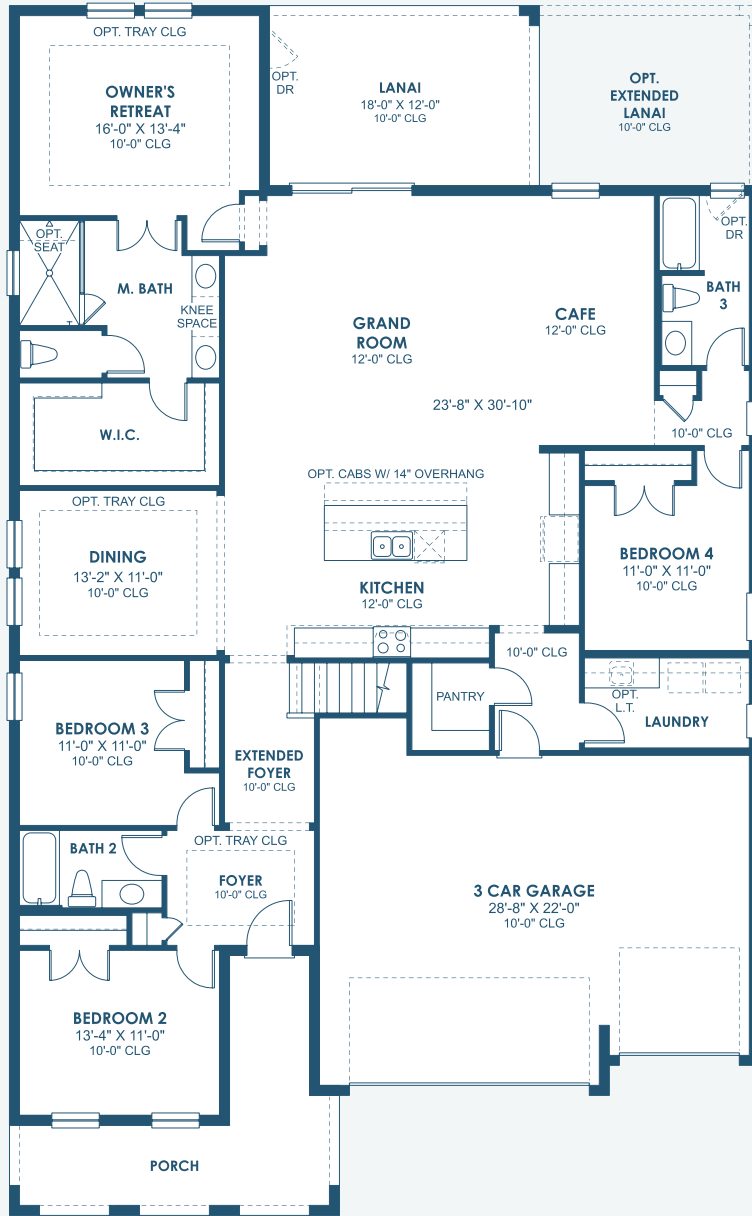 OPT. TRAY CLG
OWNER'S
RETREAT
16'-0" X 13'-4"
10'-0" CLG
OPT.
DR
LANAI
18'-0" X 12'-0"
10'-0" CLG
OPT.
EXTENDED
LANAI
10'-0" CLG
OPT.
SEAT
M. BATH
KNEE
SPACE
GRAND
ROOM
12'-0" CLG
CAFE
12'-0" CLG
OPT.
DR
BATH
3
23'-8" X 30'-10"
10'-0" CLG
W.I.C.
OPT. CABS W/ 14" OVERHANG
OPT. TRAY CLG
DINING
13'-2" X 11'-0"
10'-0" CLG
KITCHEN
12'-0" CLG
BEDROOM 4
11'-0" X 11'-0"
10'-0" CLG
10'-0" CLG
PANTRY
OPT.
L.T.
LAUNDRY
BEDROOM 3
11'-0" X 11'-0"
10'-0" CLG
EXTENDED
FOYER
10'-0" CLG
BATH 2
OPT. TRAY CLG
FOYER
10'-0" CLG
3 CAR GARAGE
28'-8" X 22'-0"
10'-0" CLG
BEDROOM 2
13'-4" X 11'-0"
10'-0" CLG
PORCH